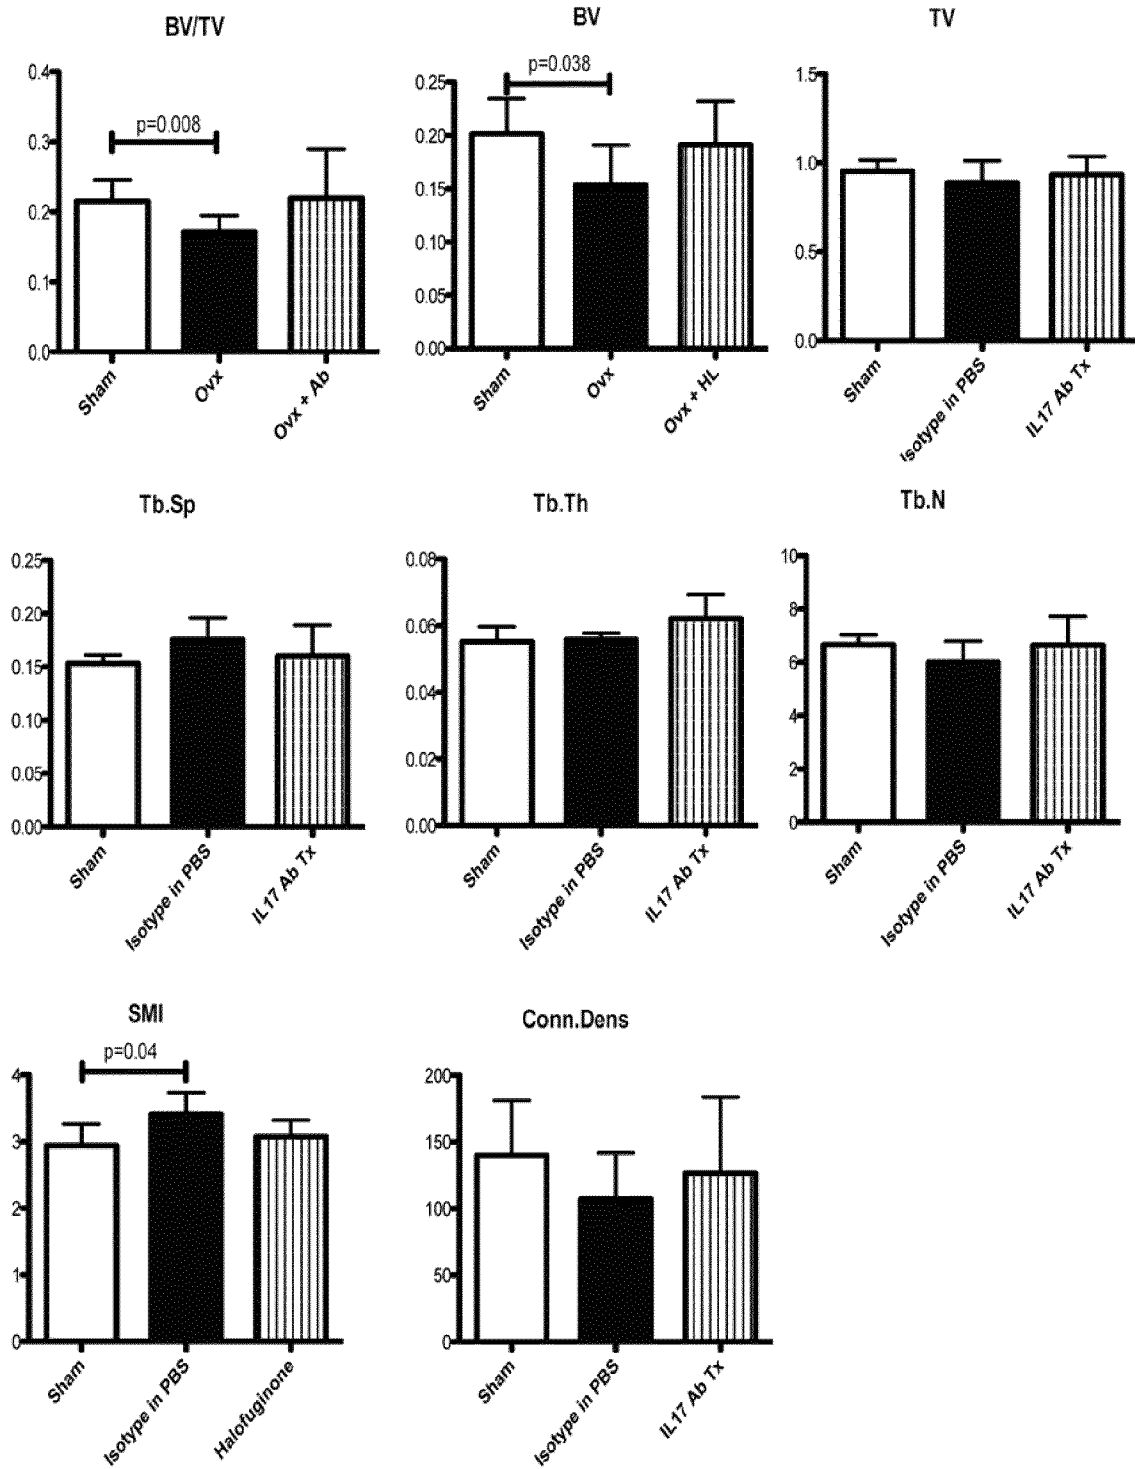 BV/TV
0.4
0.3
0.2
0.1
0.0
p=0.008
Sham
Ovx
Ovx + Ab
BV
0.25
0.20
0.15
0.10
0.05
0.00
p=0.038
Sham
Ovx
Ovx + HL
TV
1.5
1.0
0.5
0.0
Sham
Isotype in PBS
IL17 Ab Tx
Tb.Sp
0.25
0.20
0.15
0.10
0.05
0.00
Sham
Isotype in PBS
IL17 Ab Tx
Tb.Th
0.08
0.06
0.04
0.02
0.00
Sham
Isotype in PBS
IL17 Ab Tx
Tb.N
10
8
6
4
2
0
Sham
Isotype in PBS
IL17 Ab Tx
SMI
p=0.04
4
3
2
1
0
Sham
Isotype in PBS
Halofuginone
Conn.Dens
200
150
100
50
0
Sham
Isotype in PBS
IL17 Ab Tx